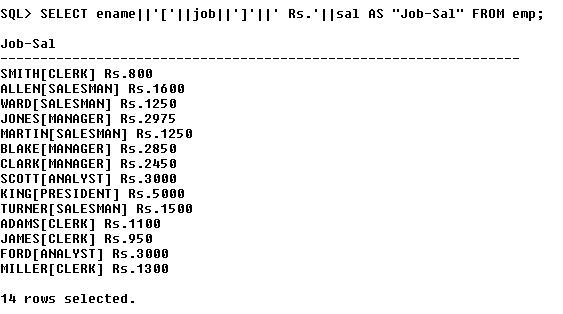 SQL> SELECT ename||'['||job||']'||' Rs.'||sal AS "Job-Sal" FROM emp;
Job-Sal
-----------------------------------------------------------------
SMITH[CLERK] Rs.800
ALLEN[SALESMAN] Rs.1600
WARD[SALESMAN] Rs.1250
JONES[MANAGER] Rs.2975
MARTIN[SALESMAN] Rs.1250
BLAKE[MANAGER] Rs.2850
CLARK[MANAGER] Rs.2450
SCOTT[ANALYST] Rs.3000
KING[PRESIDENT] Rs.5000
TURNER[SALESMAN] Rs.1500
ADAMS[CLERK] Rs.1100
JAMES[CLERK] Rs.950
FORD[ANALYST] Rs.3000
MILLER[CLERK] Rs.1300
14 rows selected.